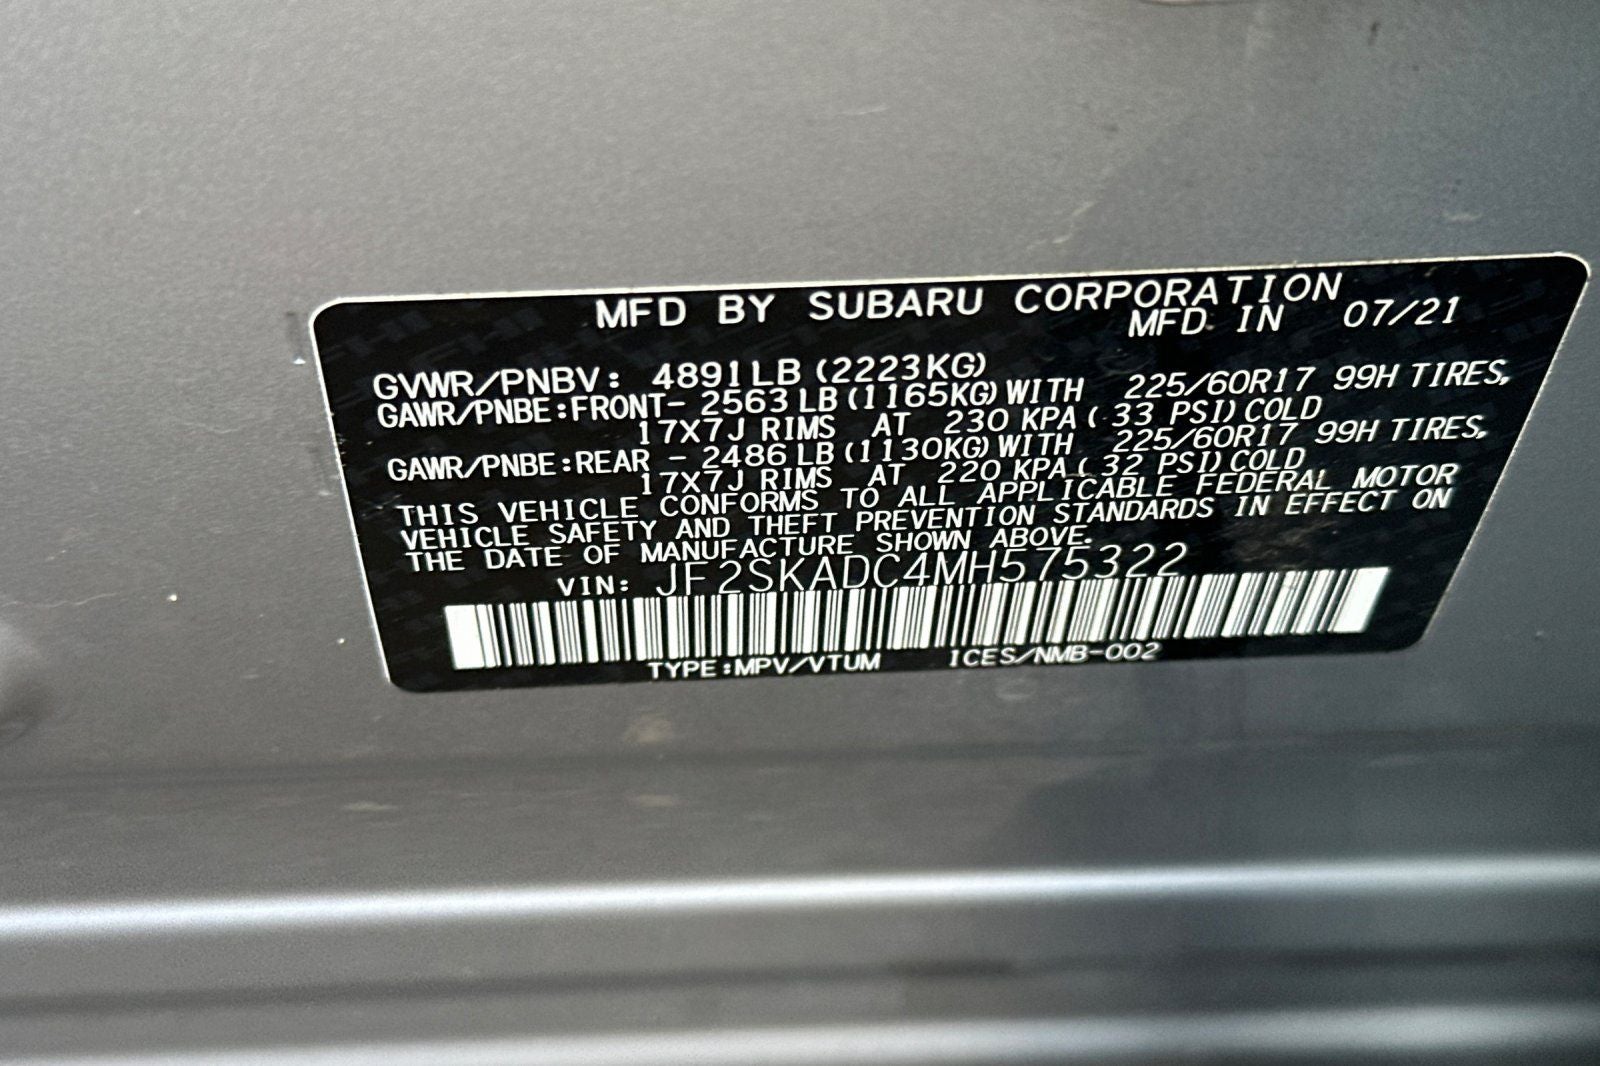 MFD BY SUBARU CORPORATION
MFD IN 07/21
GVWR/PNBV: 4891LB (2223KG)
GAWR/PNBE:FRONT- 2563 LB (1165KG) WITH 225/60R17 99H TIRES,
17X7J RIMS AT 230 KPA( 33 PSI) COLD
GAWR/PNBE:REAR - 2486 LB (1130KG) WITH 225/60R17 99H TIRES,
17X7J RIMS AT 220 KPA( 32 PSI) COLD
THIS VEHICLE CONFORMS TO ALL APPLICABLE FEDERAL MOTOR
VEHICLE SAFETY AND THEFT PREVENTION STANDARDS IN EFFECT ON
THE DATE OF MANUFACTURE SHOWN ABOVE.
VIN: JF2SKADC4MH575322
TYPE:MPV/VTUM ICES/NMB-002